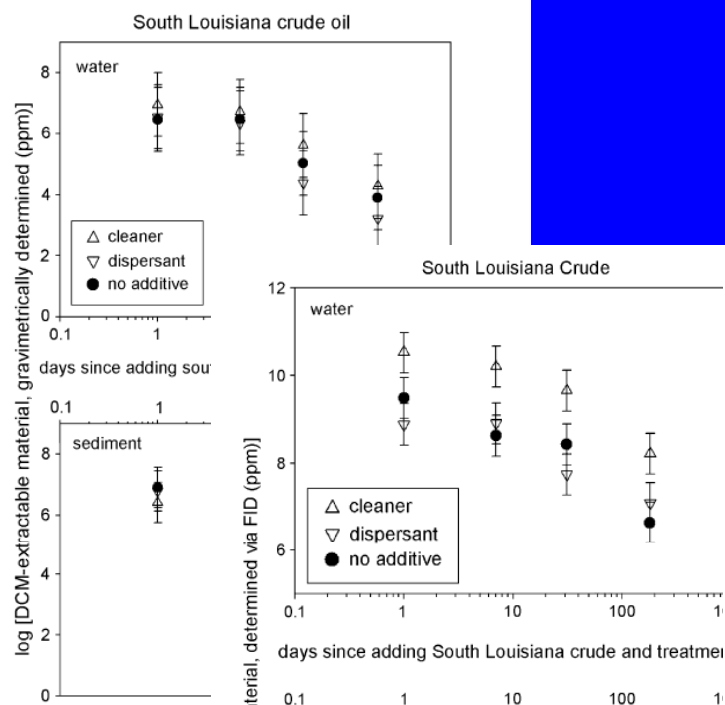 South Louisiana crude oil
water
8
6
4
2
0
cleaner
dispersant
no additive
0.1 1
days since adding sout
0.1 1
sediment
8
6
4
2
0
log [DCM-extractable material, gravimetrically determined (ppm)]
South Louisiana Crude
water
12
10
8
6
cleaner
dispersant
no additive
0.1 1 10 100
days since adding South Louisiana crude and treatmen
0.1 1 10 100
terial, determined via FID (ppm)]